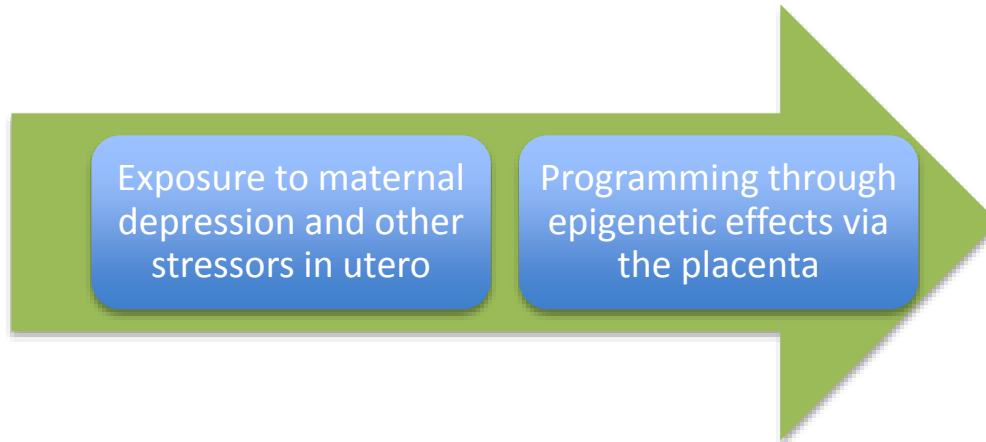 Exposure to maternal
depression and other
stressors in utero
Programming through
epigenetic effects via
the placenta